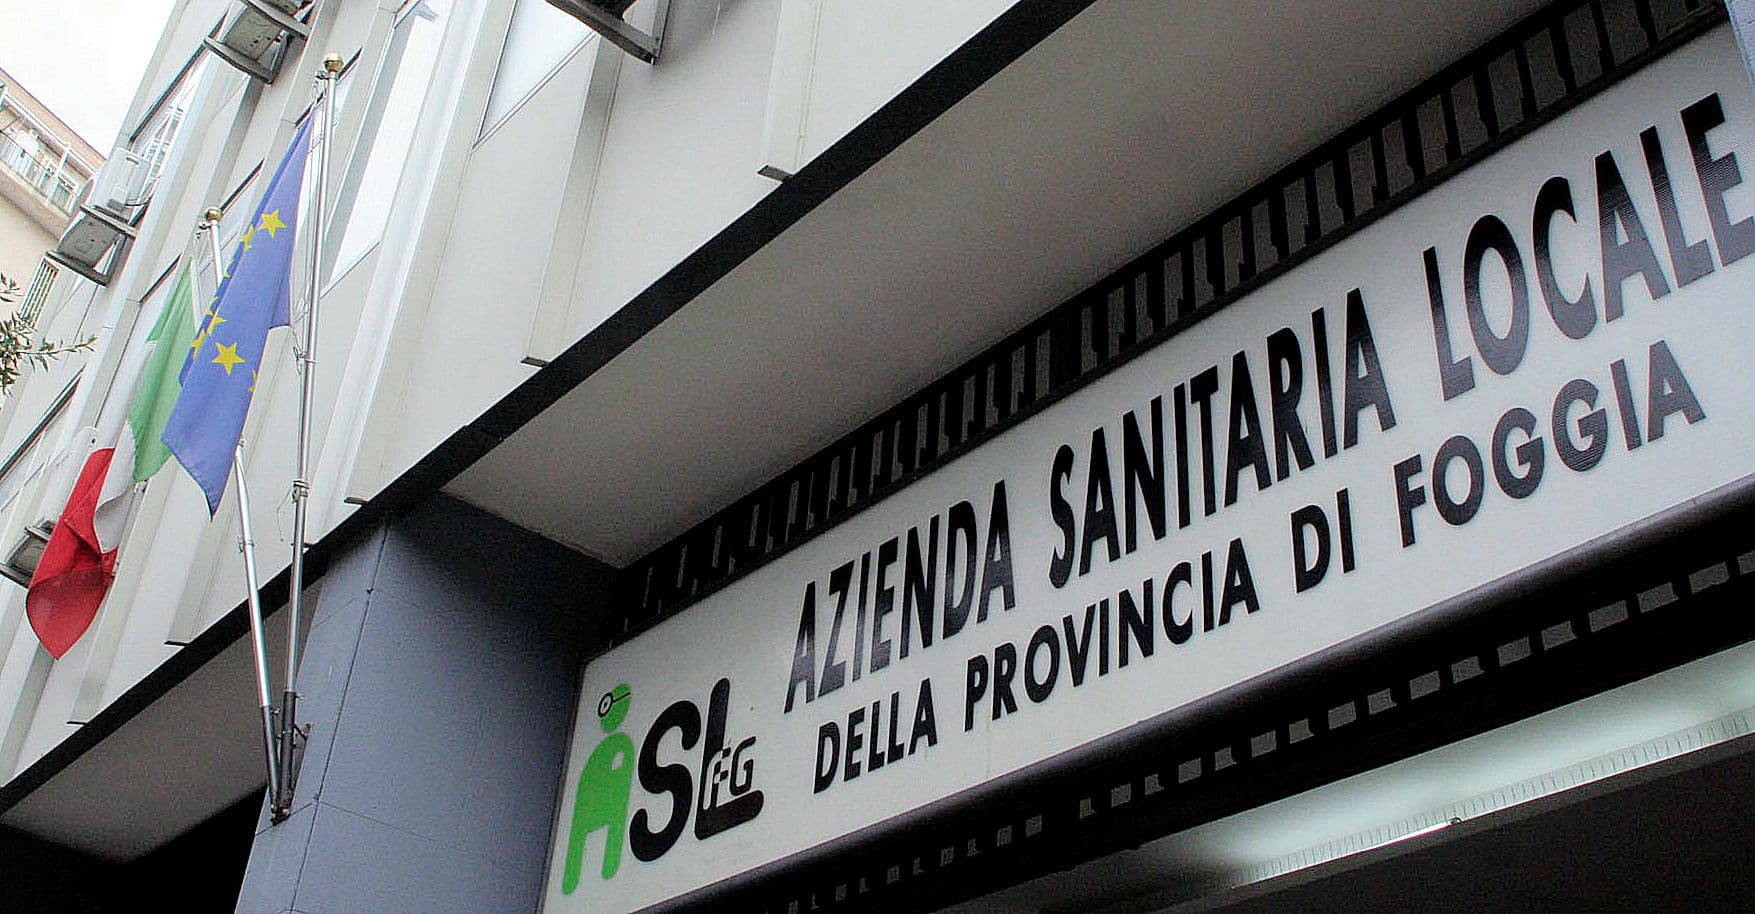 ASL
FG
AZIENDA SANITARIA LOCALE
DELLA PROVINCIA DI FOGGIA